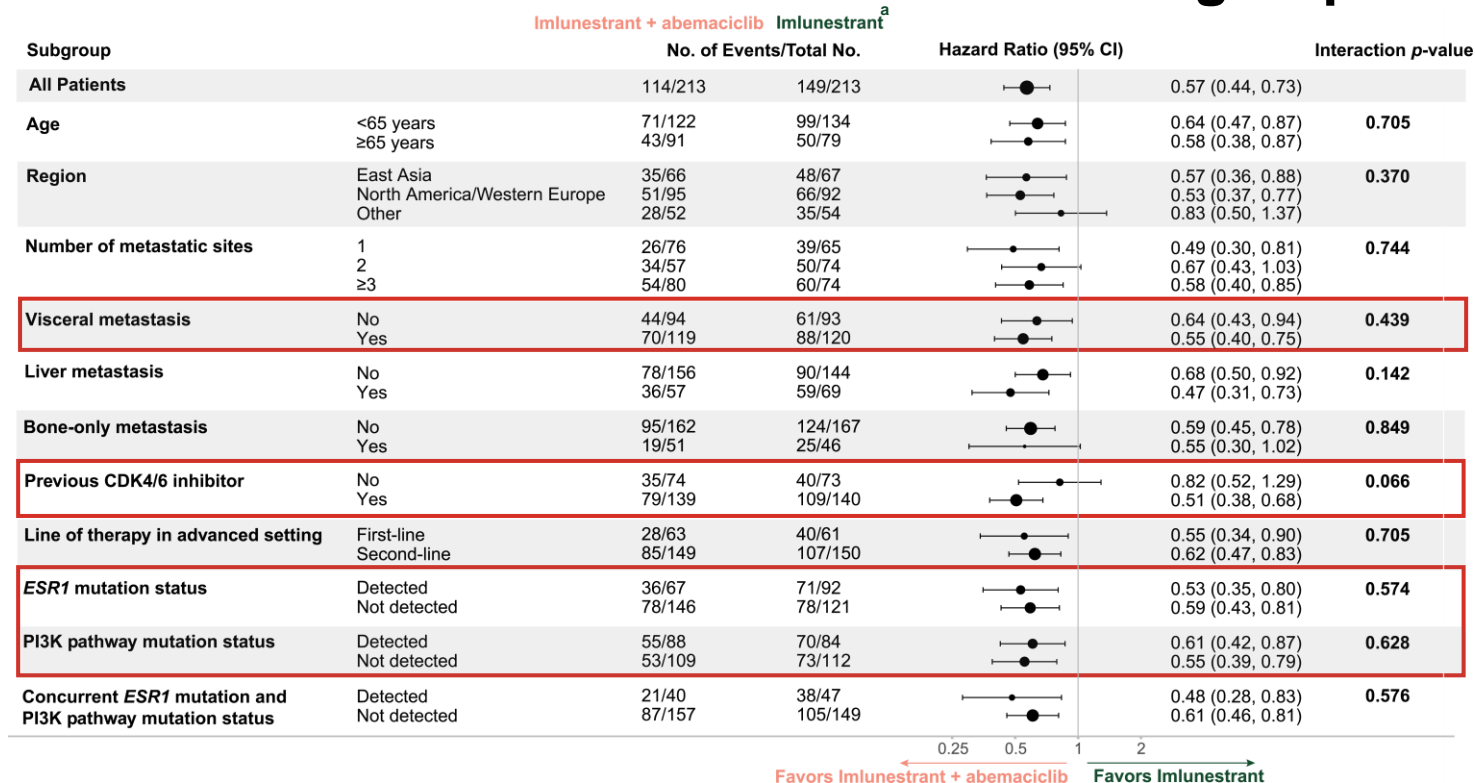 Imlunestrant + abemaciclib Imlunestrantᵃ
Subgroup No. of Events/Total No. Hazard Ratio (95% CI) Interaction p-value
All Patients 114/213 149/213 0.57 (0.44, 0.73)
Age <65 years 71/122 99/134 0.64 (0.47, 0.87) 0.705
≥65 years 43/91 50/79 0.58 (0.38, 0.87)
Region East Asia 35/66 48/67 0.57 (0.36, 0.88) 0.370
North America/Western Europe 51/95 66/92 0.53 (0.37, 0.77)
Other 28/52 35/54 0.83 (0.50, 1.37)
Number of metastatic sites 1 26/76 39/65 0.49 (0.30, 0.81) 0.744
2 34/57 50/74 0.67 (0.43, 1.03)
≥3 54/80 60/74 0.58 (0.40, 0.85)
Visceral metastasis No 44/94 61/93 0.64 (0.43, 0.94) 0.439
Yes 70/119 88/120 0.55 (0.40, 0.75)
Liver metastasis No 78/156 90/144 0.68 (0.50, 0.92) 0.142
Yes 36/57 59/69 0.47 (0.31, 0.73)
Bone-only metastasis No 95/162 124/167 0.59 (0.45, 0.78) 0.849
Yes 19/51 25/46 0.55 (0.30, 1.02)
Previous CDK4/6 inhibitor No 35/74 40/73 0.82 (0.52, 1.29) 0.066
Yes 79/139 109/140 0.51 (0.38, 0.68)
Line of therapy in advanced setting First-line 28/63 40/61 0.55 (0.34, 0.90) 0.705
Second-line 85/149 107/150 0.62 (0.47, 0.83)
ESR1 mutation status Detected 36/67 71/92 0.53 (0.35, 0.80) 0.574
Not detected 78/146 78/121 0.59 (0.43, 0.81)
PI3K pathway mutation status Detected 55/88 70/84 0.61 (0.42, 0.87) 0.628
Not detected 53/109 73/112 0.55 (0.39, 0.79)
Concurrent ESR1 mutation and Detected 21/40 38/47 0.48 (0.28, 0.83) 0.576
PI3K pathway mutation status Not detected 87/157 105/149 0.61 (0.46, 0.81)
0.25 0.5 1 2
Favors Imlunestrant + abemaciclib Favors Imlunestrant